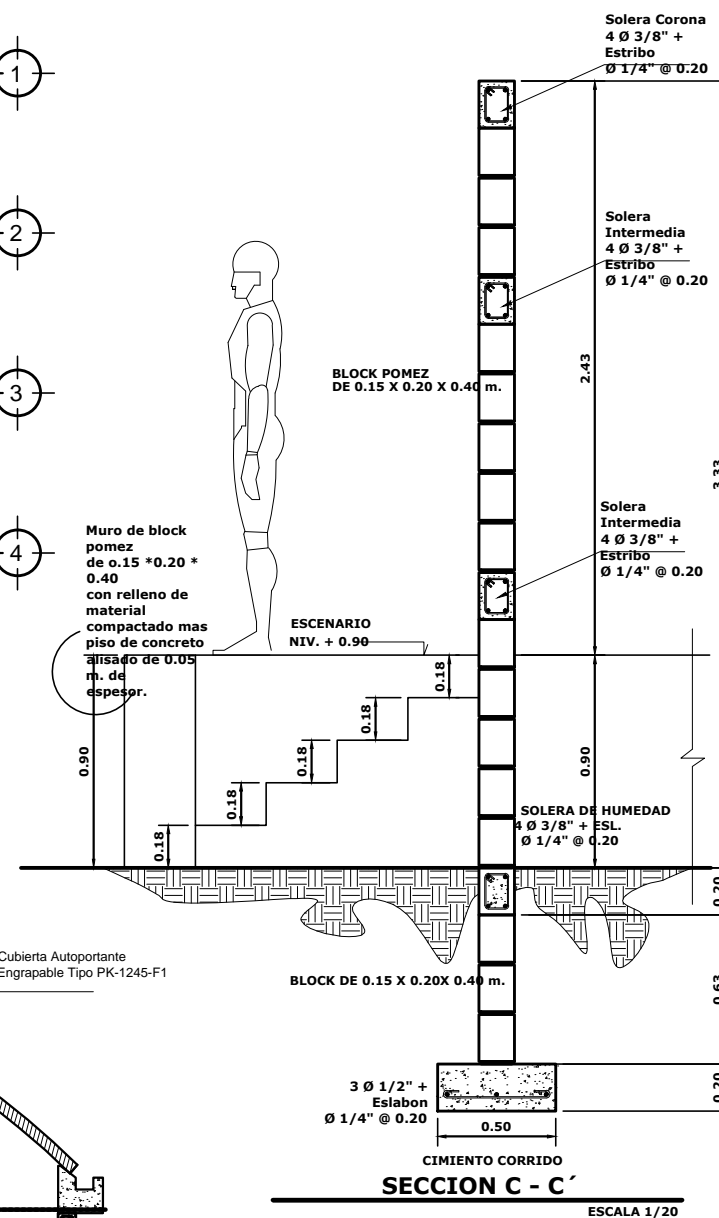 Solera Corona
4 Ø 3/8" +
Estribo
Ø 1/4" @ 0.20
1
2
Solera
Intermedia
4 Ø 3/8" +
Estribo
Ø 1/4" @ 0.20
BLOCK POMEZ
DE 0.15 X 0.20 X 0.40 m.
2.43
3
3.33
Solera
Intermedia
4 Ø 3/8" +
Estribo
Ø 1/4" @ 0.20
4
Muro de block
pomez
de o.15 *0.20 *
0.40
con relleno de
material
compactado mas
piso de concreto
alisado de 0.05
m. de
espesor.
ESCENARIO
NIV. + 0.90
0.18
0.18
0.18
0.18
0.18
0.90
0.90
SOLERA DE HUMEDAD
4 Ø 3/8" + ESL.
Ø 1/4" @ 0.20
0.20
Cubierta Autoportante
Engrapable Tipo PK-1245-F1
BLOCK DE 0.15 X 0.20X 0.40 m.
0.63
3 Ø 1/2" +
Eslabon
Ø 1/4" @ 0.20
0.20
0.50
CIMIENTO CORRIDO
SECCION C - C´
ESCALA 1/20